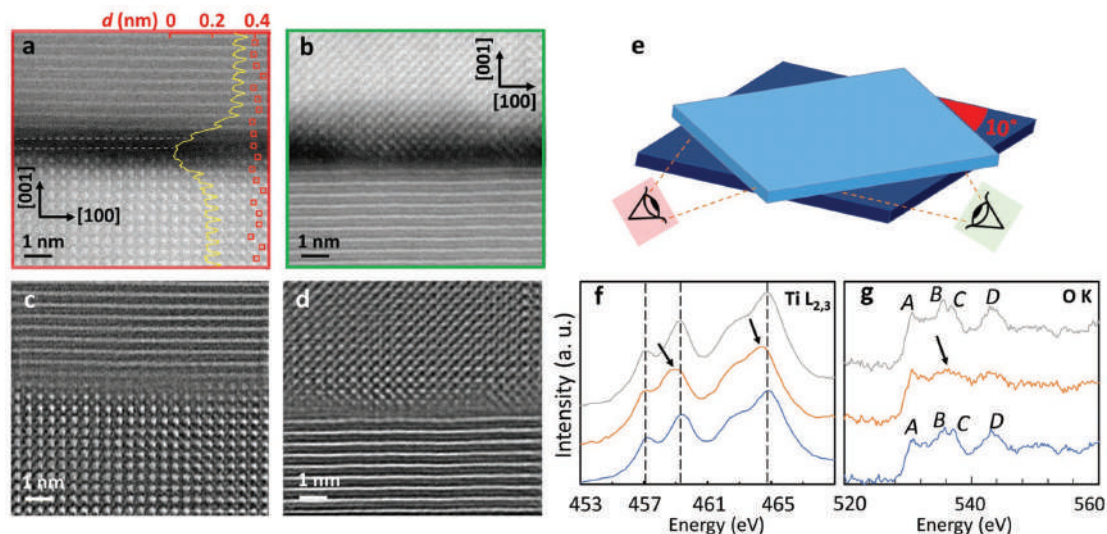 d (nm) 0 0.2 0.4
a
[001]
[100]
1 nm
b
[001]
[100]
1 nm
c
1 nm
d
1 nm
e
10°
f
Ti L2,3
Intensity (a. u.)
453 457 461 465
Energy (eV)
g
O K
A B C D
A B C D
520 540 560
Energy (eV)